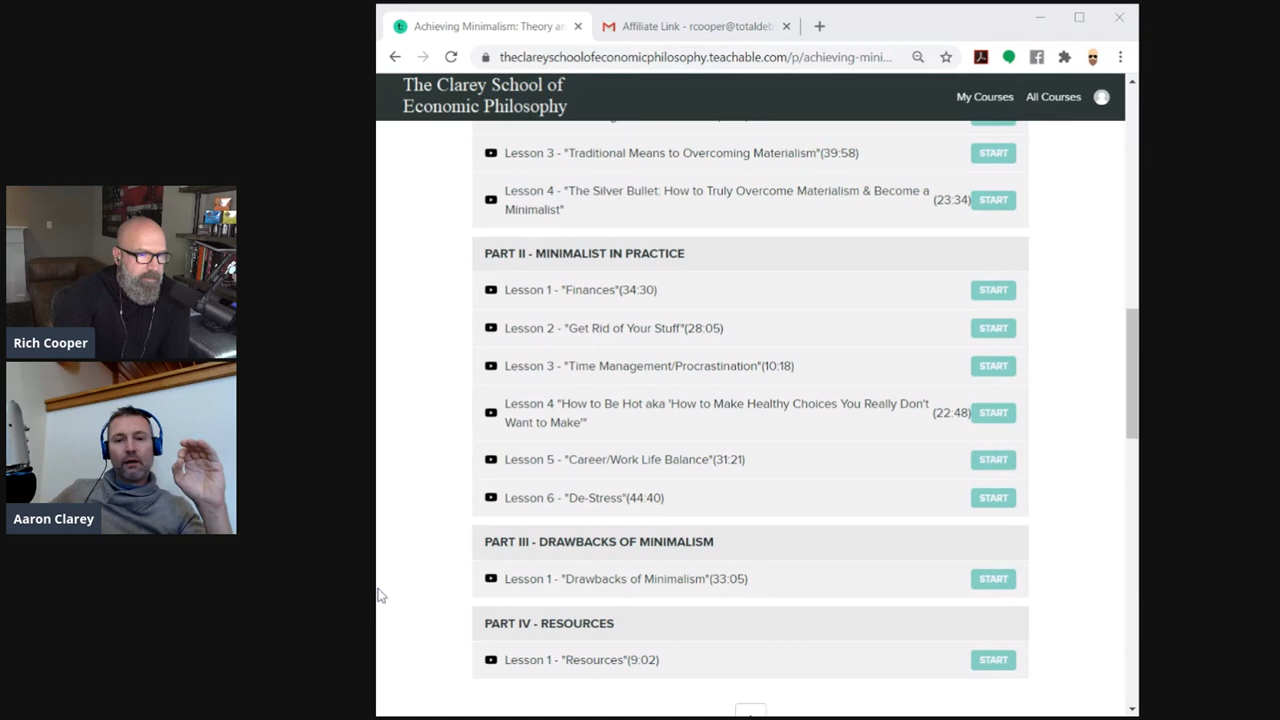 Achieving Minimalism: Theory an
Affiliate Link - rcooper@totaldeb
theclareyschoolofeconomicphilosophy.teachable.com/p/achieving-mini...
The Clarey School of
Economic Philosophy
My Courses
All Courses
Lesson 3 - "Traditional Means to Overcoming Materialism"(39:58)
START
Lesson 4 - "The Silver Bullet: How to Truly Overcome Materialism & Become a
Minimalist"
(23:34)
START
PART II - MINIMALIST IN PRACTICE
Lesson 1 - "Finances"(34:30)
START
Lesson 2 - "Get Rid of Your Stuff"(28:05)
START
Lesson 3 - "Time Management/Procrastination"(10:18)
START
Lesson 4 "How to Be Hot aka 'How to Make Healthy Choices You Really Don't
Want to Make'"
(22:48)
START
Lesson 5 - "Career/Work Life Balance"(31:21)
START
Lesson 6 - "De-Stress"(44:40)
START
PART III - DRAWBACKS OF MINIMALISM
Lesson 1 - "Drawbacks of Minimalism"(33:05)
START
PART IV - RESOURCES
Lesson 1 - "Resources"(9:02)
START
Rich Cooper
Aaron Clarey